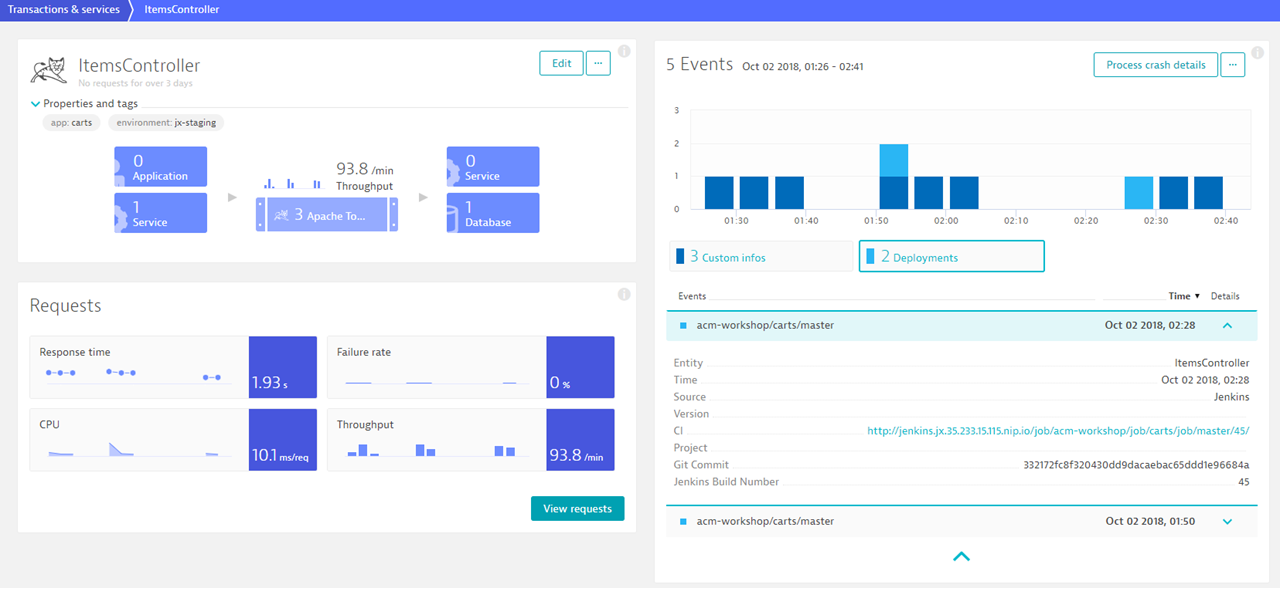 Transactions & services
ItemsController
ItemsController
No requests for over 3 days
Edit
...
Properties and tags
app: carts
environment: jx-staging
0
Application
1
Service
93.8 /min
Throughput
3 Apache To...
0
Service
1
Database
Requests
Response time
1.93 s
Failure rate
0 %
CPU
10.1 ms/req
Throughput
93.8 /min
View requests
5 Events Oct 02 2018, 01:26 - 02:41
Process crash details
...
3
2
1
0
01:30 01:40 01:50 02:00 02:10 02:20 02:30 02:40
3 Custom infos
2 Deployments
Events Time ▼ Details
acm-workshop/carts/master Oct 02 2018, 02:28
Entity ItemsController
Time Oct 02 2018, 02:28
Source Jenkins
Version
CI http://jenkins.jx.35.233.15.115.nip.io/job/acm-workshop/job/carts/job/master/45/
Project
Git Commit 332172fc8f320430dd9dacaebac65ddd1e96684a
Jenkins Build Number 45
acm-workshop/carts/master Oct 02 2018, 01:50